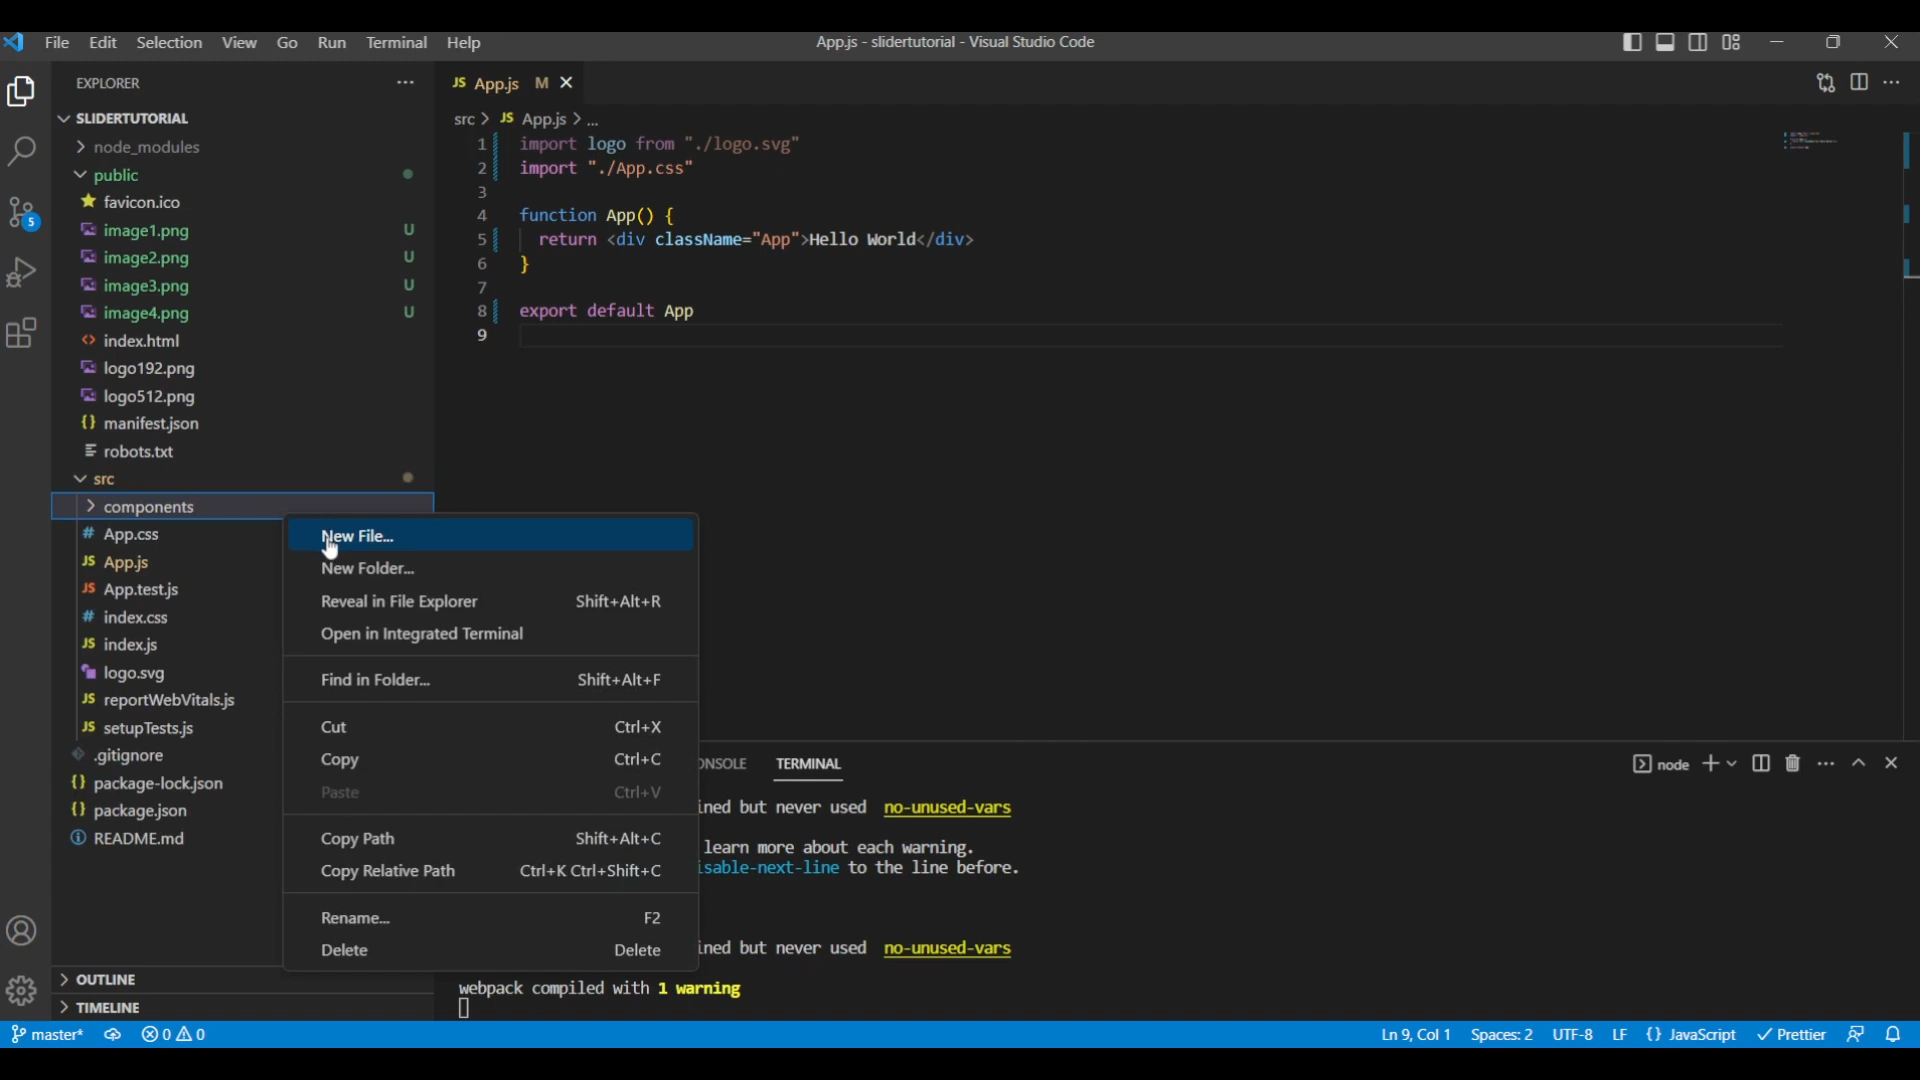 File Edit Selection View Go Run Terminal Help
App.js - slidertutorial - Visual Studio Code
EXPLORER
SLIDERTUTORIAL
node_modules
public
favicon.ico
image1.png U
image2.png U
image3.png U
image4.png U
index.html
logo192.png
logo512.png
manifest.json
robots.txt
src
components
App.css
App.js
App.test.js
index.css
index.js
logo.svg
reportWebVitals.js
setupTests.js
.gitignore
package-lock.json
package.json
README.md
OUTLINE
TIMELINE
5
JS App.js M
src > JS App.js > ...
1 import logo from "./logo.svg"
2 import "./App.css"
3
4 function App() {
5 return <div className="App">Hello World</div>
6 }
7
8 export default App
9
New File...
New Folder...
Reveal in File Explorer Shift+Alt+R
Open in Integrated Terminal
Find in Folder... Shift+Alt+F
Cut Ctrl+X
Copy Ctrl+C
Paste Ctrl+V
Copy Path Shift+Alt+C
Copy Relative Path Ctrl+K Ctrl+Shift+C
Rename... F2
Delete Delete
ONSOLE TERMINAL
node
ined but never used no-unused-vars
learn more about each warning.
isable-next-line to the line before.
ined but never used no-unused-vars
webpack compiled with 1 warning
master* 0 0
Ln 9, Col 1 Spaces: 2 UTF-8 LF {} JavaScript Prettier